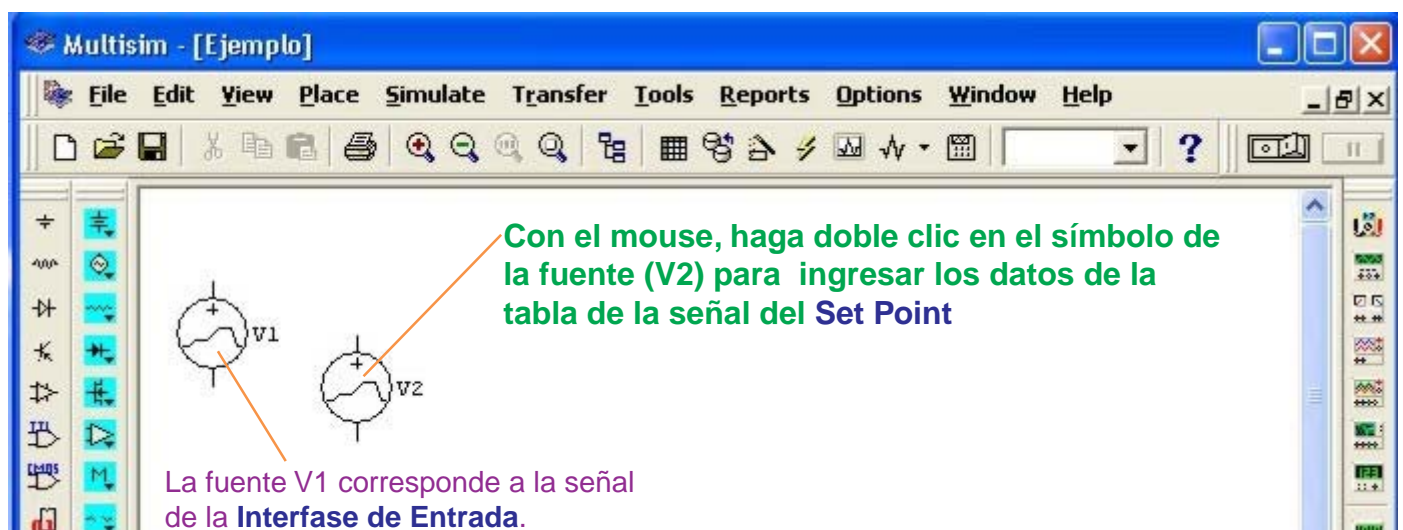 Multisim - [Ejemplo]
File Edit View Place Simulate Transfer Tools Reports Options Window Help
Con el mouse, haga doble clic en el símbolo de
la fuente (V2) para ingresar los datos de la
tabla de la señal del Set Point
V1
V2
La fuente V1 corresponde a la señal
de la Interfase de Entrada.
TTL
CMOS
M